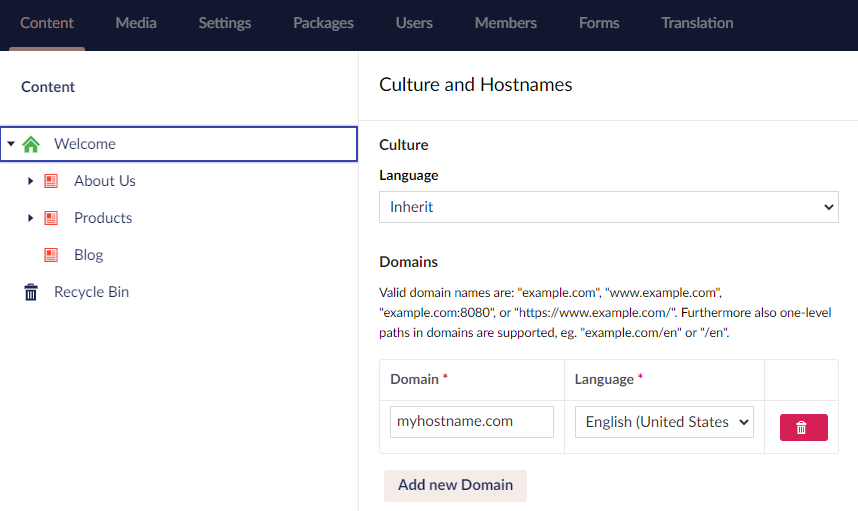 Content Media Settings Packages Users Members Forms Translation
Content
Welcome
About Us
Products
Blog
Recycle Bin
Culture and Hostnames
Culture
Language
Inherit
Domains
Valid domain names are: "example.com", "www.example.com",
"example.com:8080", or "https://www.example.com/". Furthermore also one-level
paths in domains are supported, eg. "example.com/en" or "/en".
Domain * Language *
myhostname.com English (United States
Add new Domain